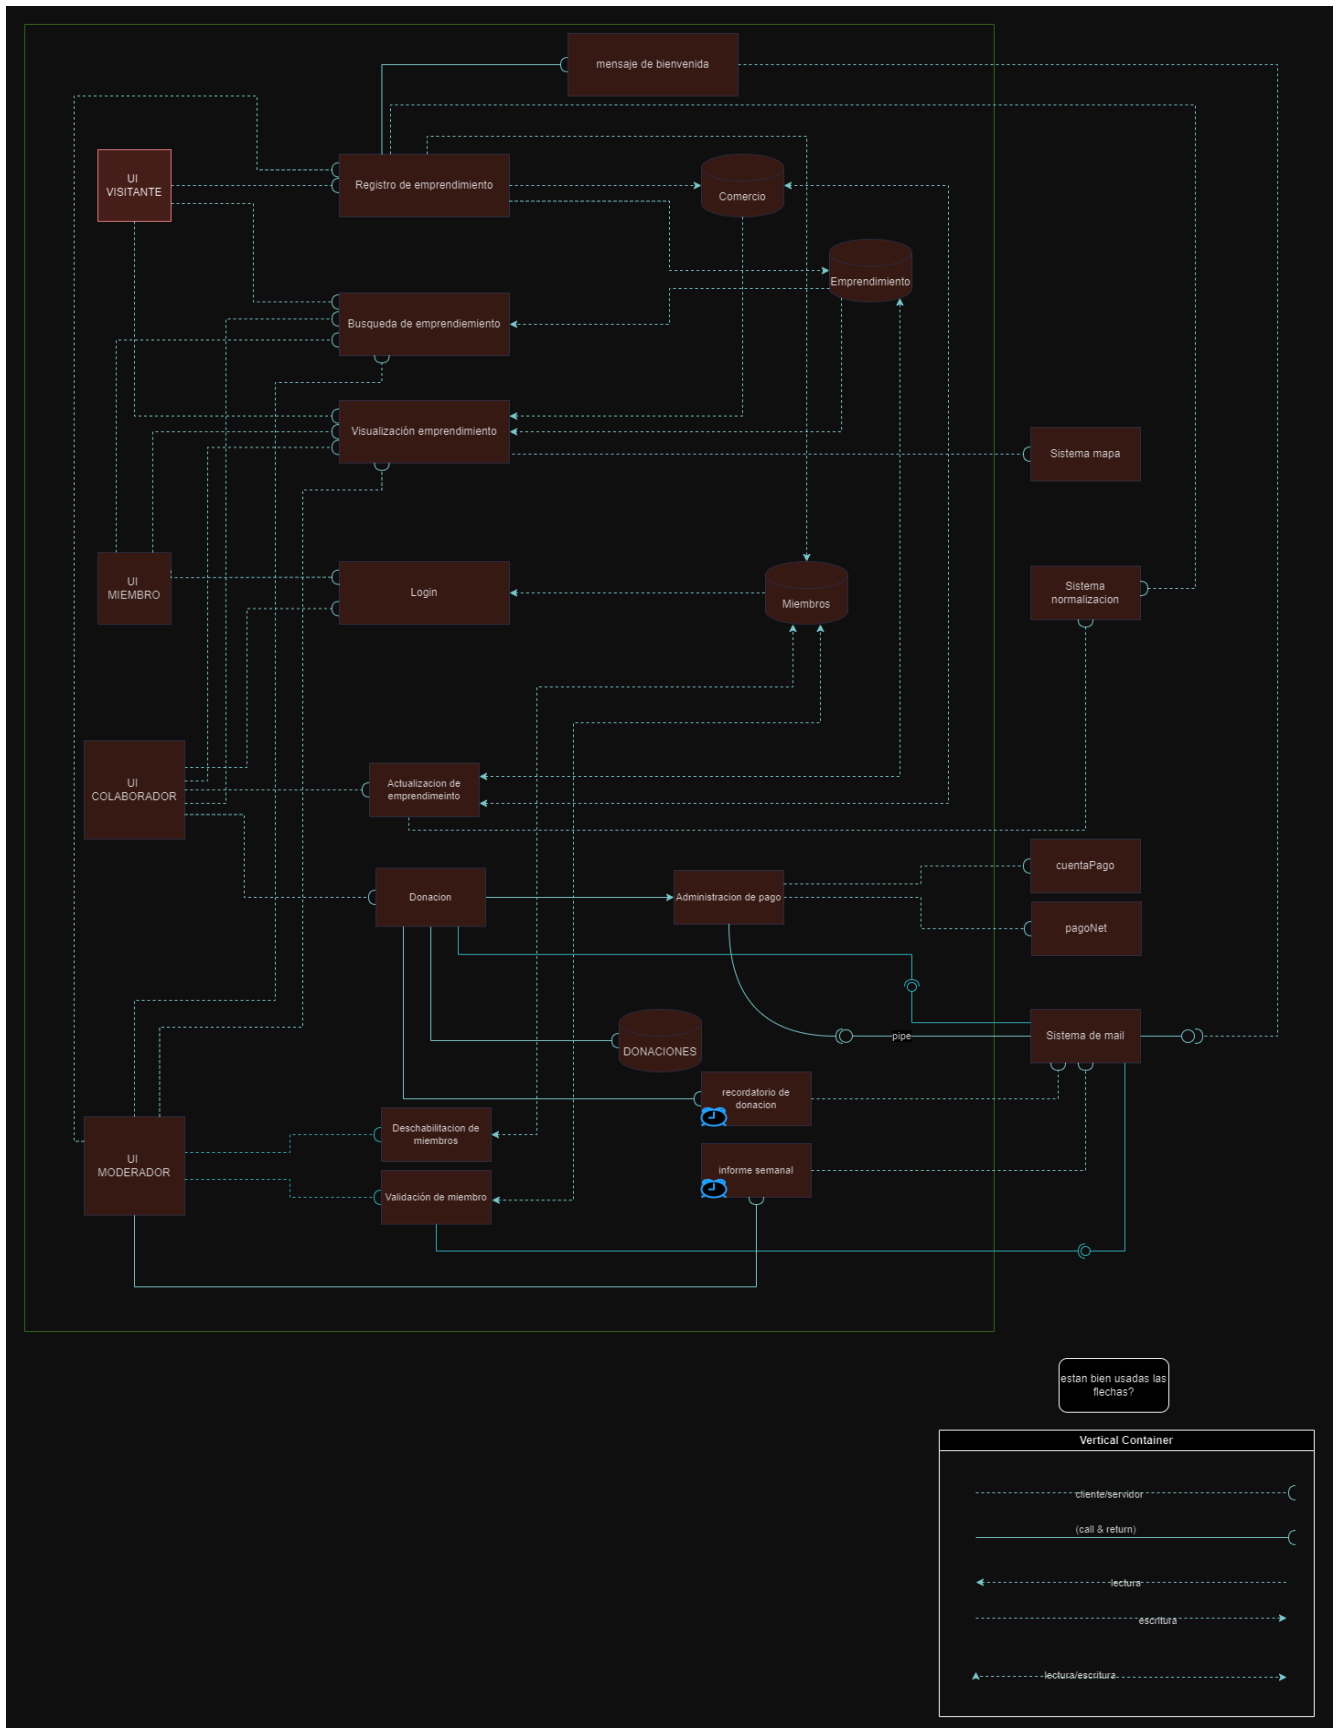 mensaje de bienvenida
UI
VISITANTE
Registro de emprendimiento
Comercio
Emprendimiento
Busqueda de emprendiemiento
Visualización emprendimiento
Sistema mapa
UI
MIEMBRO
Login
Miembros
Sistema
normalizacion
UI
COLABORADOR
Actualizacion de
emprendimeinto
cuentaPago
Donacion
Administracion de pago
pagoNet
DONACIONES
pipe
Sistema de mail
recordatorio de
donacion
Deschabilitacion de
miembros
UI
MODERADOR
informe semanal
Validación de miembro
estan bien usadas las
flechas?
Vertical Container
cliente/servidor
(call & return)
lectura
escritura
lectura/escritura